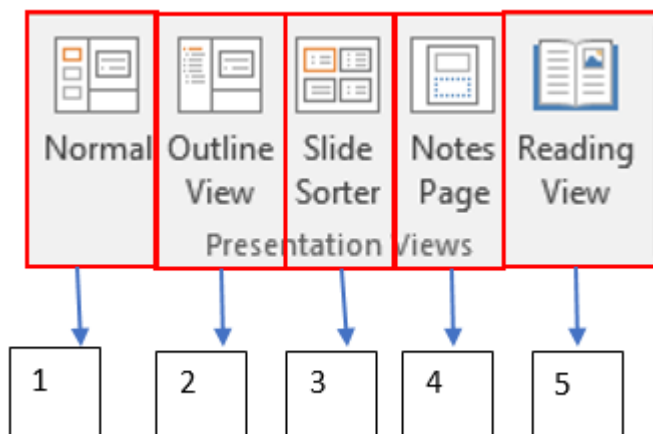 Normal Outline View Slide Sorter Notes Page Reading View
Presentation Views
1 2 3 4 5